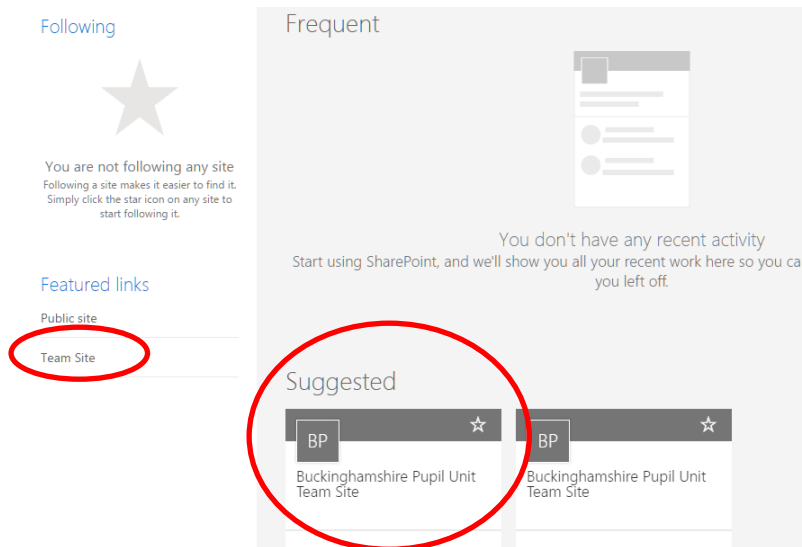 Following
You are not following any site
Following a site makes it easier to find it.
Simply click the star icon on any site to
start following it.
Featured links
Public site
Team Site
Frequent
You don't have any recent activity
Start using SharePoint, and we'll show you all your recent work here so you ca
you left off.
Suggested
BP
Buckinghamshire Pupil Unit
Team Site
BP
Buckinghamshire Pupil Unit
Team Site